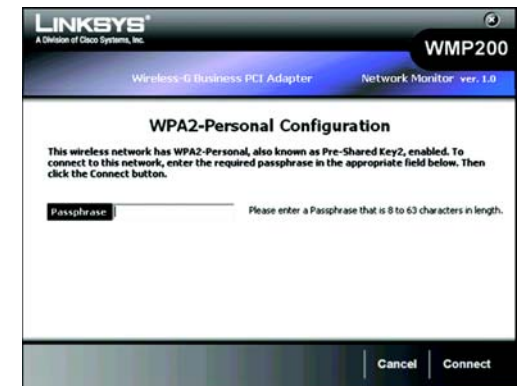 LINKSYS®
A Division of Cisco Systems, Inc.
WMP200
Wireless-G Business PCI Adapter
Network Monitor ver. 1.0
WPA2-Personal Configuration
This wireless network has WPA2-Personal, also known as Pre-Shared Key2, enabled. To
connect to this network, enter the required passphrase in the appropriate field below. Then
click the Connect button.
Passphrase
Please enter a Passphrase that is 8 to 63 characters in length.
Cancel
Connect